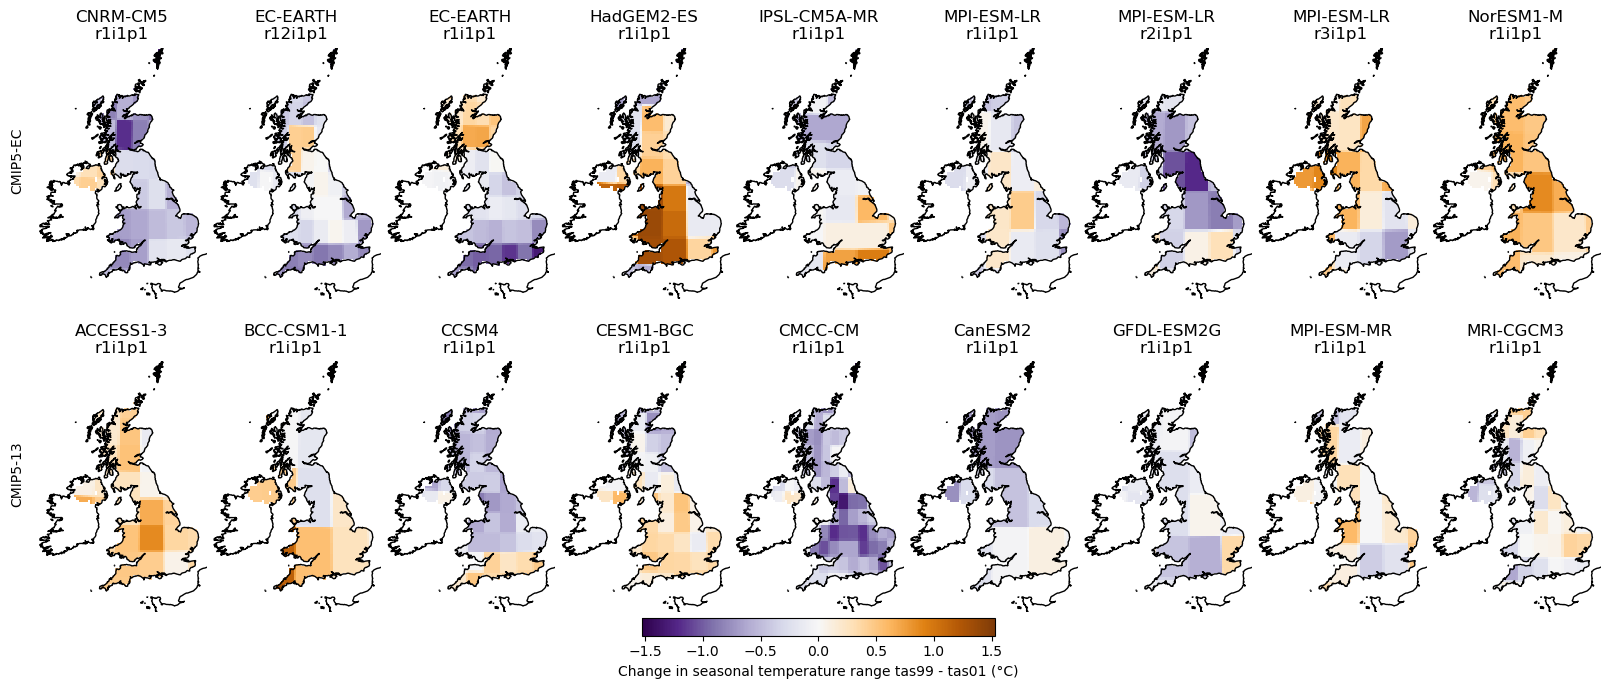 CNRM-CM5
r1i1p1
EC-EARTH
r12i1p1
EC-EARTH
r1i1p1
HadGEM2-ES
r1i1p1
IPSL-CM5A-MR
r1i1p1
MPI-ESM-LR
r1i1p1
MPI-ESM-LR
r2i1p1
MPI-ESM-LR
r3i1p1
NorESM1-M
r1i1p1
CMIP5-EC
ACCESS1-3
r1i1p1
BCC-CSM1-1
r1i1p1
CCSM4
r1i1p1
CESM1-BGC
r1i1p1
CMCC-CM
r1i1p1
CanESM2
r1i1p1
GFDL-ESM2G
r1i1p1
MPI-ESM-MR
r1i1p1
MRI-CGCM3
r1i1p1
CMIP5-13
−1.5 −1.0 −0.5 0.0 0.5 1.0 1.5
Change in seasonal temperature range tas99 - tas01 (°C)